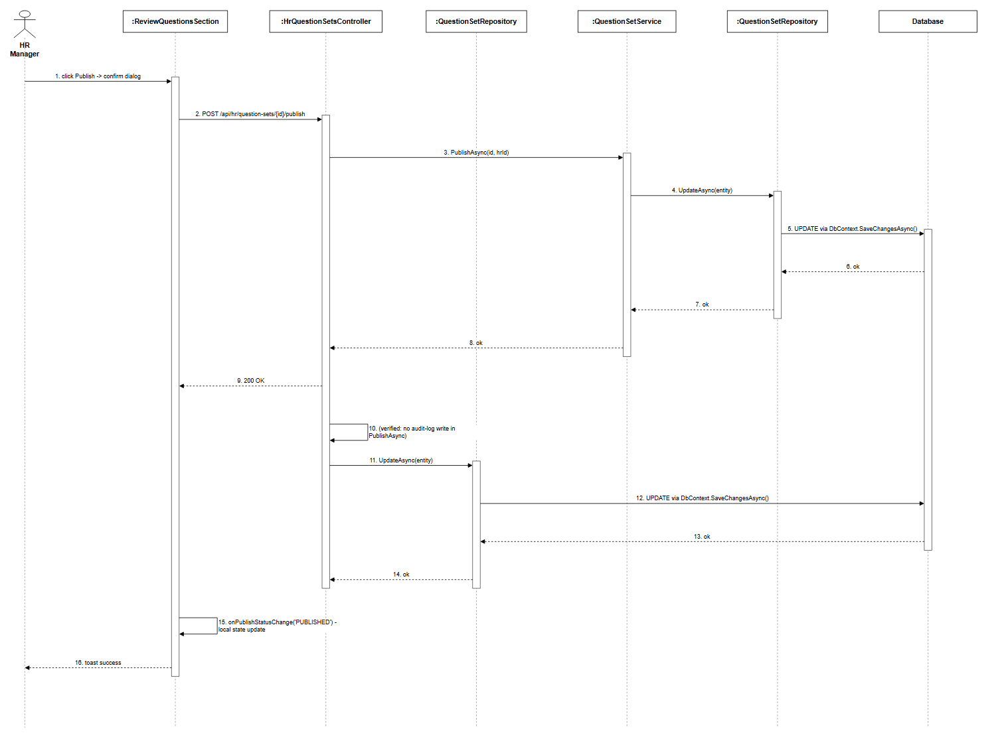 HR
Manager
:ReviewQuestionsSection
:HrQuestionSetsController
:QuestionSetRepository
:QuestionSetService
:QuestionSetRepository
Database
1. click Publish -> confirm dialog
2. POST /api/hr/question-sets/{id}/publish
3. PublishAsync(id, hrId)
4. UpdateAsync(entity)
5. UPDATE via DbContext.SaveChangesAsync()
6. ok
7. ok
8. ok
9. 200 OK
10. (verified: no audit-log write in
PublishAsync)
11. UpdateAsync(entity)
12. UPDATE via DbContext.SaveChangesAsync()
13. ok
14. ok
15. onPublishStatusChange('PUBLISHED') -
local state update
16. toast success